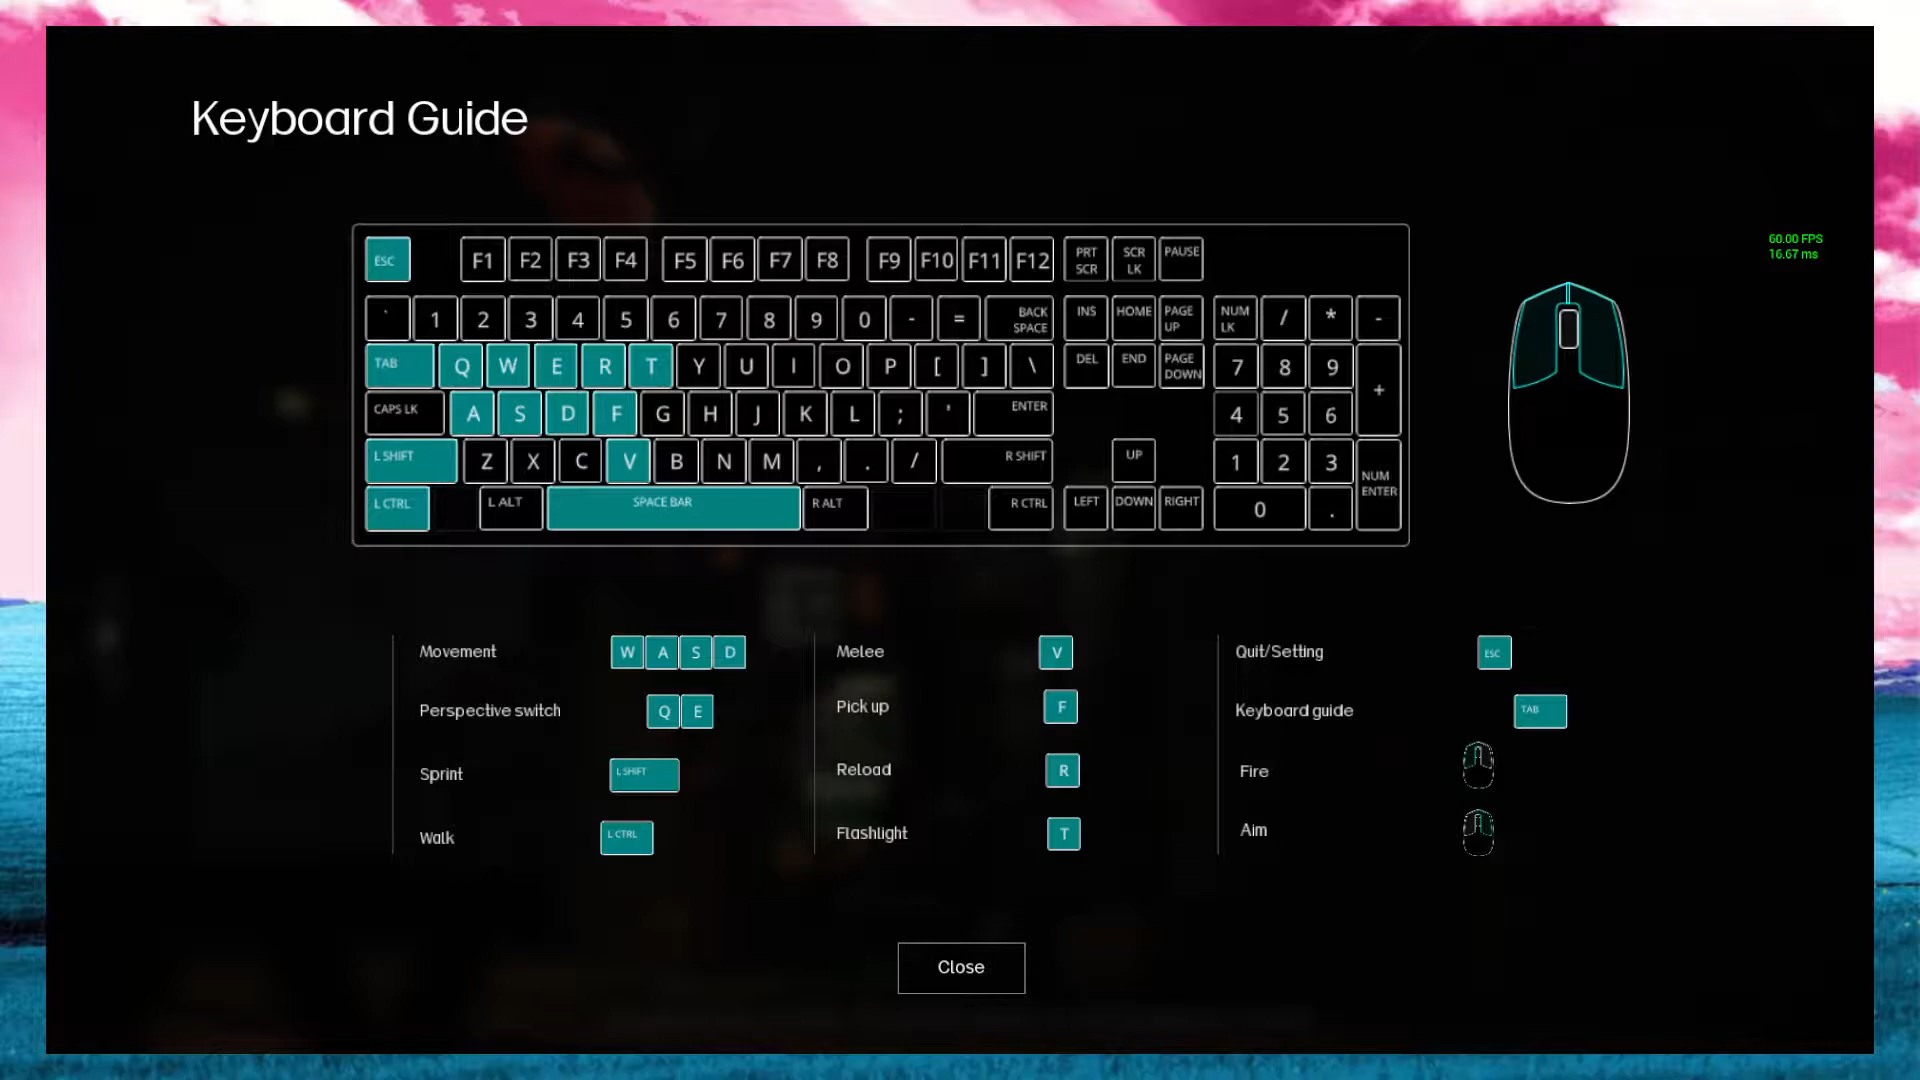 Keyboard Guide
60.00 FPS
16.67 ms
ESC F1 F2 F3 F4 F5 F6 F7 F8 F9 F10 F11 F12 PRT SCR SCR LK PAUSE
` 1 2 3 4 5 6 7 8 9 0 - = BACK SPACE INS HOME PAGE UP NUM LK / * -
TAB Q W E R T Y U I O P [ ] \ DEL END PAGE DOWN 7 8 9 +
CAPS LK A S D F G H J K L ; ' ENTER 4 5 6
L SHIFT Z X C V B N M , . / R SHIFT UP 1 2 3 NUM ENTER
L CTRL L ALT SPACE BAR R ALT R CTRL LEFT DOWN RIGHT 0 .
Movement W A S D
Perspective switch Q E
Sprint L SHIFT
Walk L CTRL
Melee V
Pick up F
Reload R
Flashlight T
Quit/Setting ESC
Keyboard guide TAB
Fire
Aim
Close